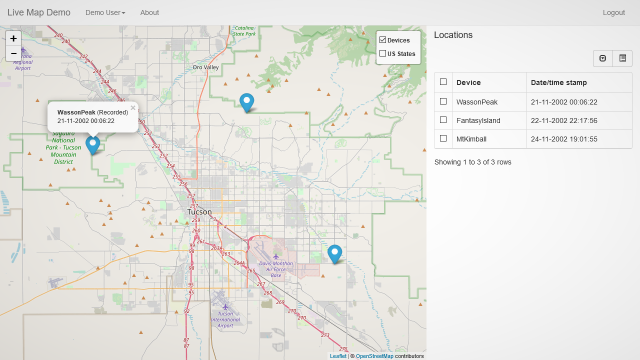 Live Map Demo
Demo User
About
Logout
+
−
Oro Valley
Catalina
State Park
Devices
US States
WassonPeak (Recorded)
21-11-2002 00:06:22
×
National
Park - Tucson
Mountain
District
Tucson
Davis Monthan
Air Force
Base
Tucson
International
Airport
Leaflet | © OpenStreetMap contributors
Locations
Device Date/time stamp
WassonPeak 21-11-2002 00:06:22
FantasyIsland 22-11-2002 22:17:56
MtKimball 24-11-2002 19:01:55
Showing 1 to 3 of 3 rows